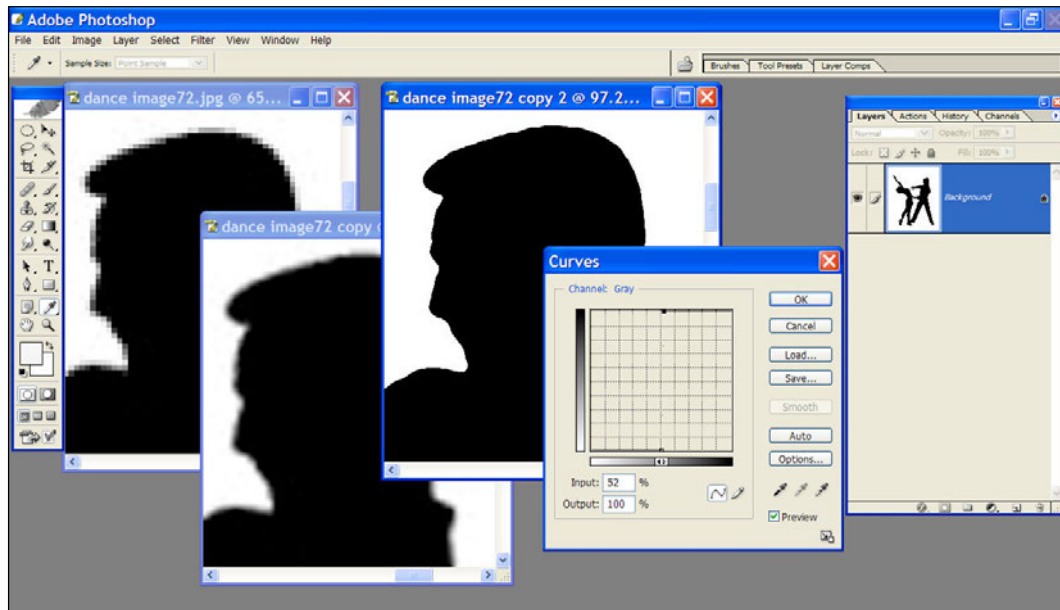 Adobe Photoshop
File Edit Image Layer Select Filter View Window Help
Sample Size: Point Sample
Brushes Tool Presets Layer Comps
dance image72.jpg @ 65...
dance image72 copy 2 @ 97.2...
dance image72 copy
Layers Actions History Channels
Normal Opacity: 100%
Lock: Fill: 100%
Background
Curves
Channel: Gray
OK
Cancel
Load...
Save...
Smooth
Auto
Options...
Input: 52 %
Output: 100 %
Preview